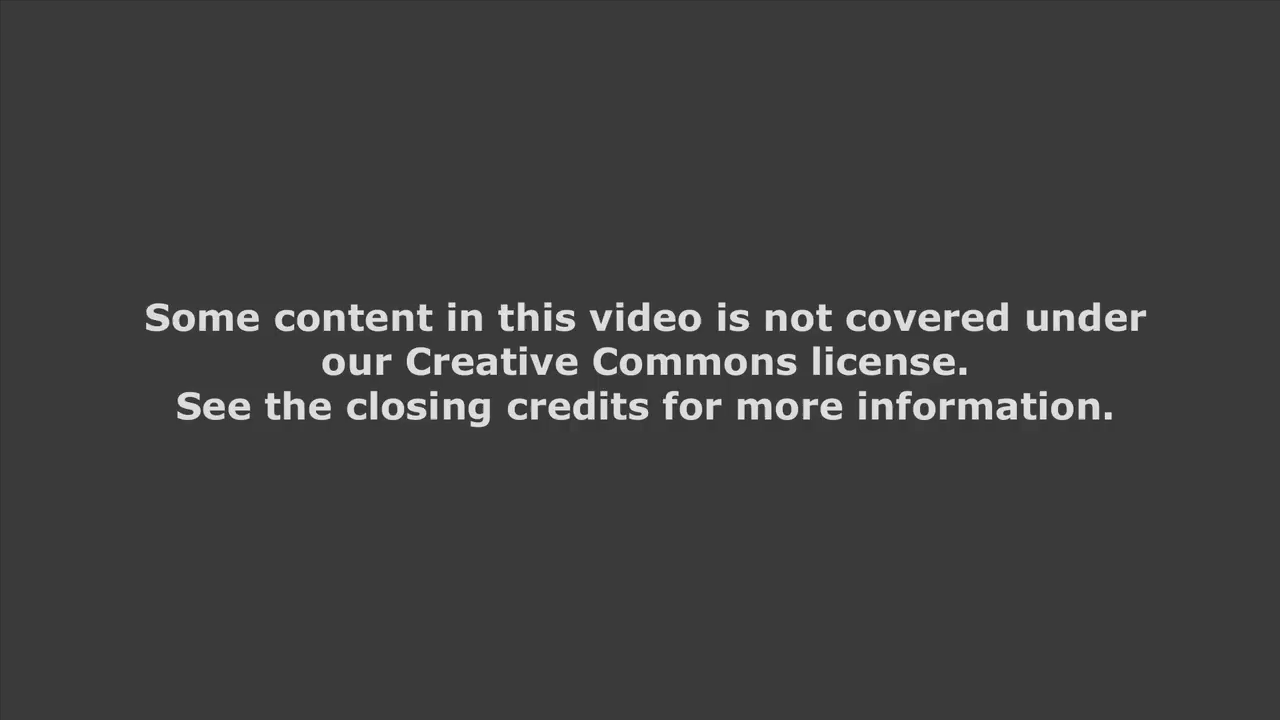 Some content in this video is not covered under
our Creative Commons license.
See the closing credits for more information.